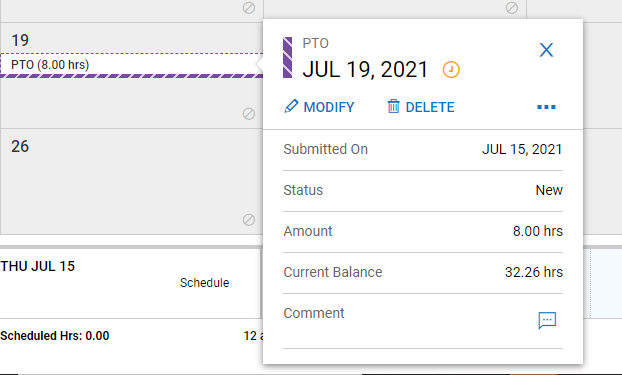 19
PTO (8.00 hrs)
26
PTO
JUL 19, 2021
MODIFY
DELETE
Submitted On
JUL 15, 2021
Status
New
Amount
8.00 hrs
Current Balance
32.26 hrs
Comment
THU JUL 15
Schedule
Scheduled Hrs: 0.00
12 a